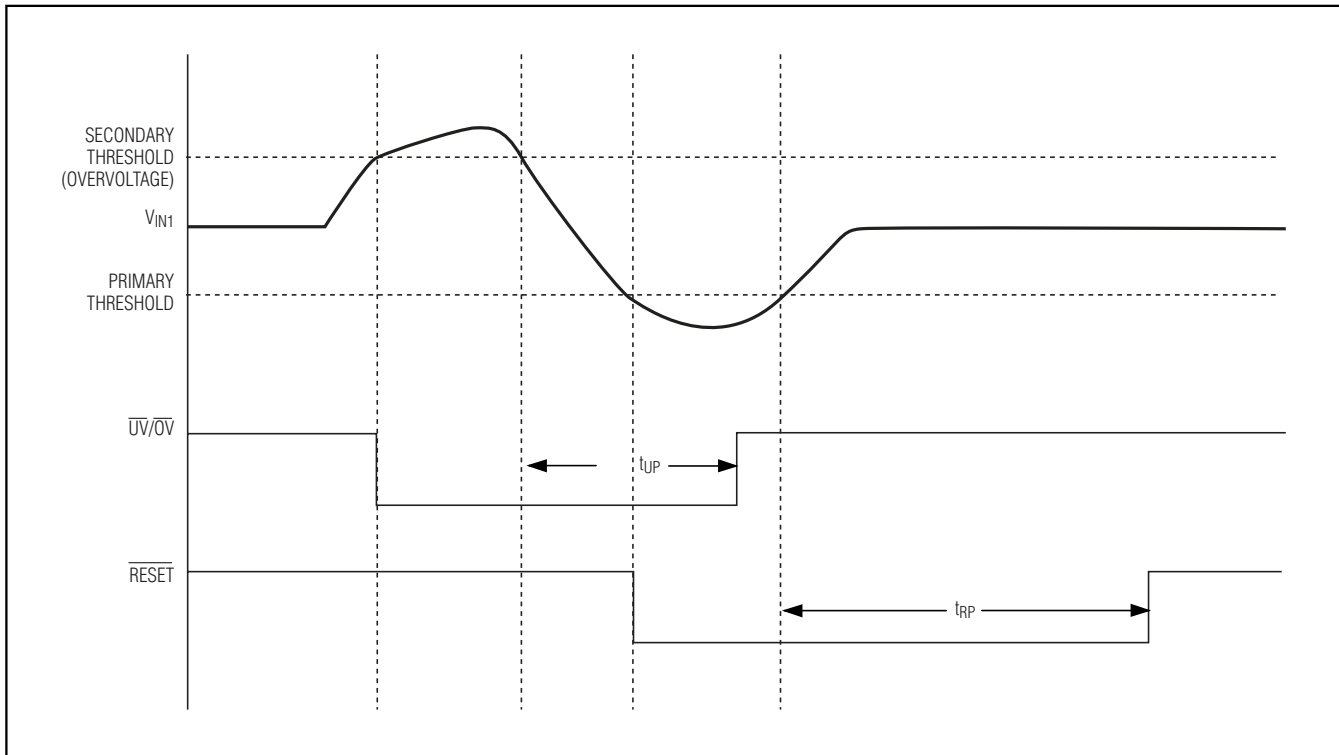 SECONDARY
THRESHOLD
(OVERVOLTAGE)
VIN1
PRIMARY
THRESHOLD
UV/OV
tUP
RESET
tRP